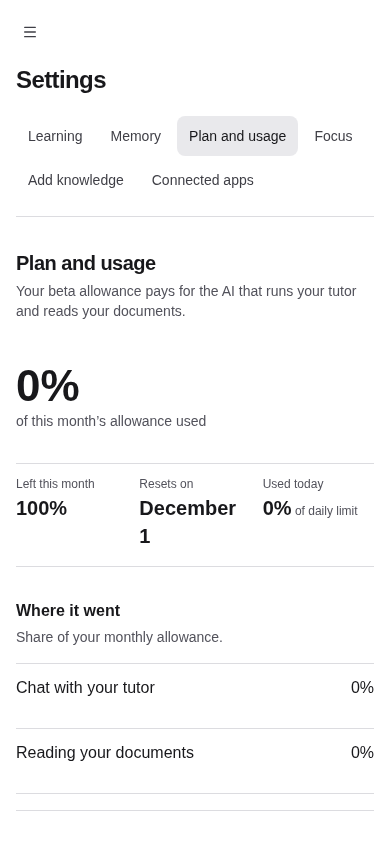 Settings
Learning
Memory
Plan and usage
Focus
Add knowledge
Connected apps
Plan and usage
Your beta allowance pays for the AI that runs your tutor
and reads your documents.
0%
of this month’s allowance used
Left this month
100%
Resets on
December
1
Used today
0% of daily limit
Where it went
Share of your monthly allowance.
Chat with your tutor
0%
Reading your documents
0%